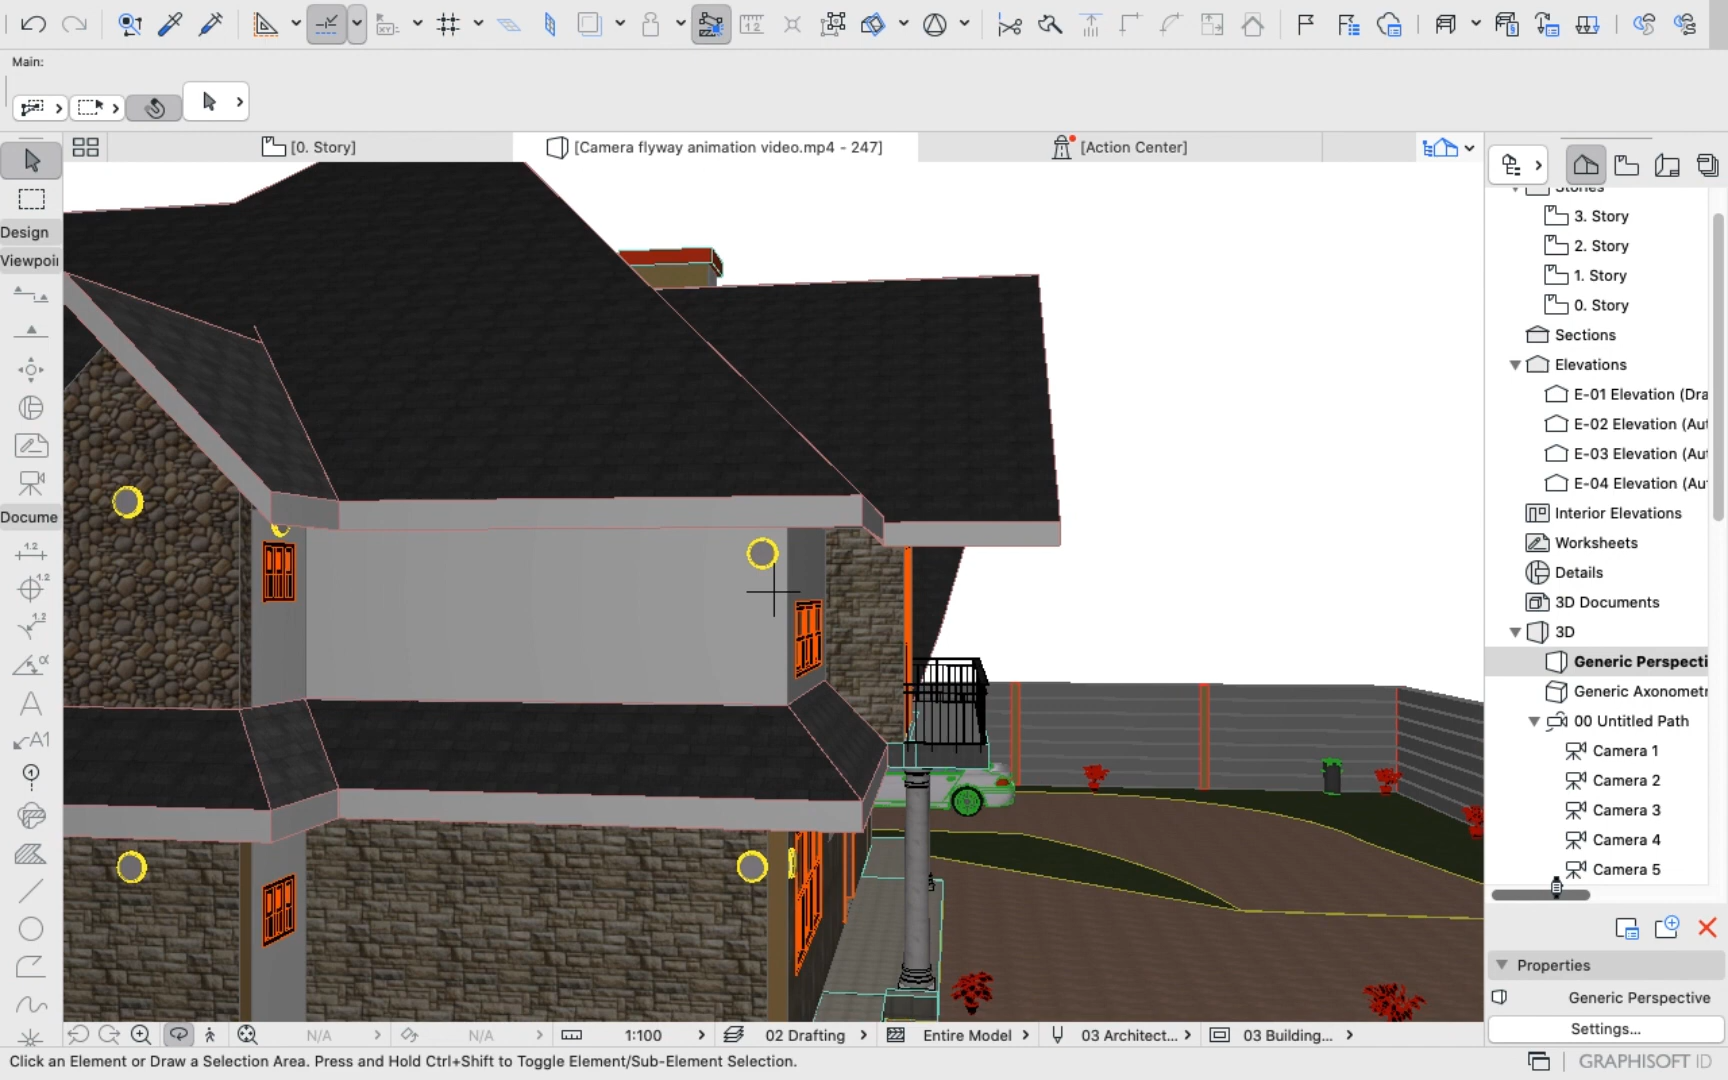 Main:
[0. Story]
[Camera flyway animation video.mp4 - 247]
[Action Center]
Design
Viewpoi
Docume
Stories
3. Story
2. Story
1. Story
0. Story
Sections
Elevations
E-01 Elevation (Dra
E-02 Elevation (Au
E-03 Elevation (Au
E-04 Elevation (Au
Interior Elevations
Worksheets
Details
3D Documents
3D
Generic Perspecti
Generic Axonometr
00 Untitled Path
Camera 1
Camera 2
Camera 3
Camera 4
Camera 5
Properties
Generic Perspective
Settings...
N/A
N/A
1:100
02 Drafting
Entire Model
03 Architect...
03 Building...
Click an Element or Draw a Selection Area. Press and Hold Ctrl+Shift to Toggle Element/Sub-Element Selection.
GRAPHISOFT ID